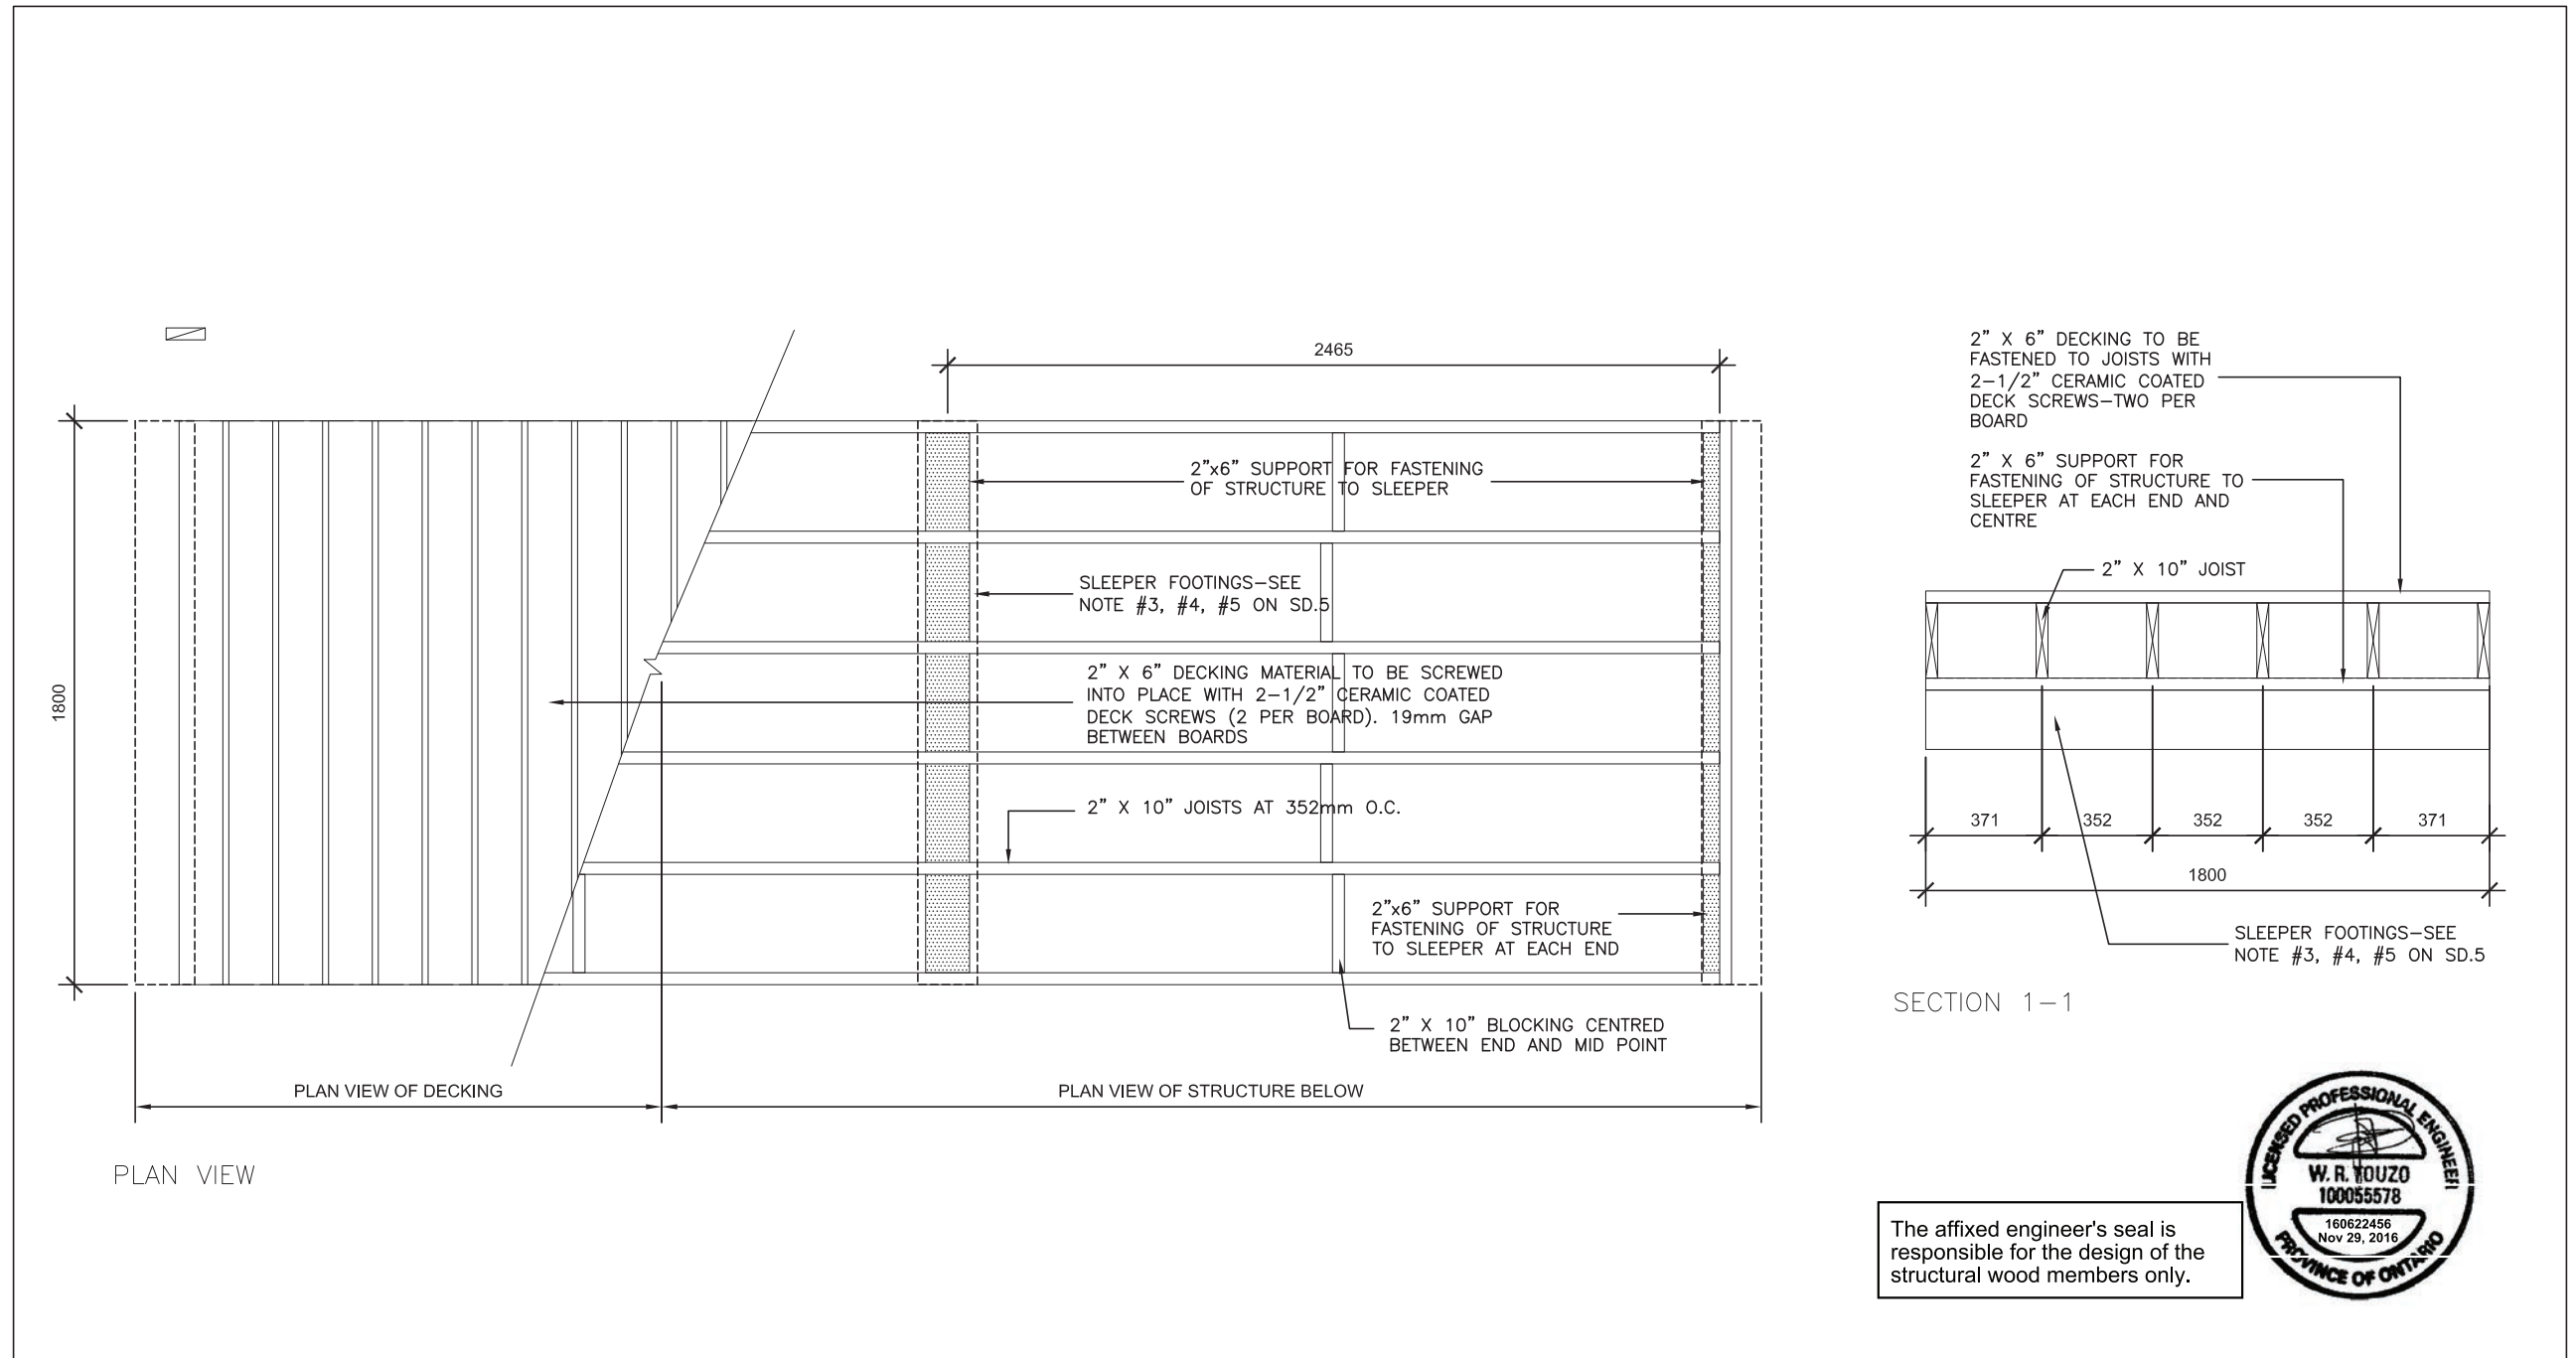 2465
1800
2"x6" SUPPORT FOR FASTENING
OF STRUCTURE TO SLEEPER
SLEEPER FOOTINGS-SEE
NOTE #3, #4, #5 ON SD.5
2" X 6" DECKING MATERIAL TO BE SCREWED
INTO PLACE WITH 2-1/2" CERAMIC COATED
DECK SCREWS (2 PER BOARD). 19mm GAP
BETWEEN BOARDS
2" X 10" JOISTS AT 352mm O.C.
2"x6" SUPPORT FOR
FASTENING OF STRUCTURE
TO SLEEPER AT EACH END
2" X 10" BLOCKING CENTRED
BETWEEN END AND MID POINT
PLAN VIEW OF DECKING
PLAN VIEW OF STRUCTURE BELOW
PLAN VIEW
2" X 6" DECKING TO BE
FASTENED TO JOISTS WITH
2-1/2" CERAMIC COATED
DECK SCREWS-TWO PER
BOARD
2" X 6" SUPPORT FOR
FASTENING OF STRUCTURE TO
SLEEPER AT EACH END AND
CENTRE
2" X 10" JOIST
371
352
352
352
371
1800
SLEEPER FOOTINGS-SEE
NOTE #3, #4, #5 ON SD.5
SECTION 1-1
The affixed engineer's seal is
responsible for the design of the
structural wood members only.
LICENSED PROFESSIONAL ENGINEER
W. R. TOUZO
100055578
160622456
Nov 29, 2016
PROVINCE OF ONTARIO